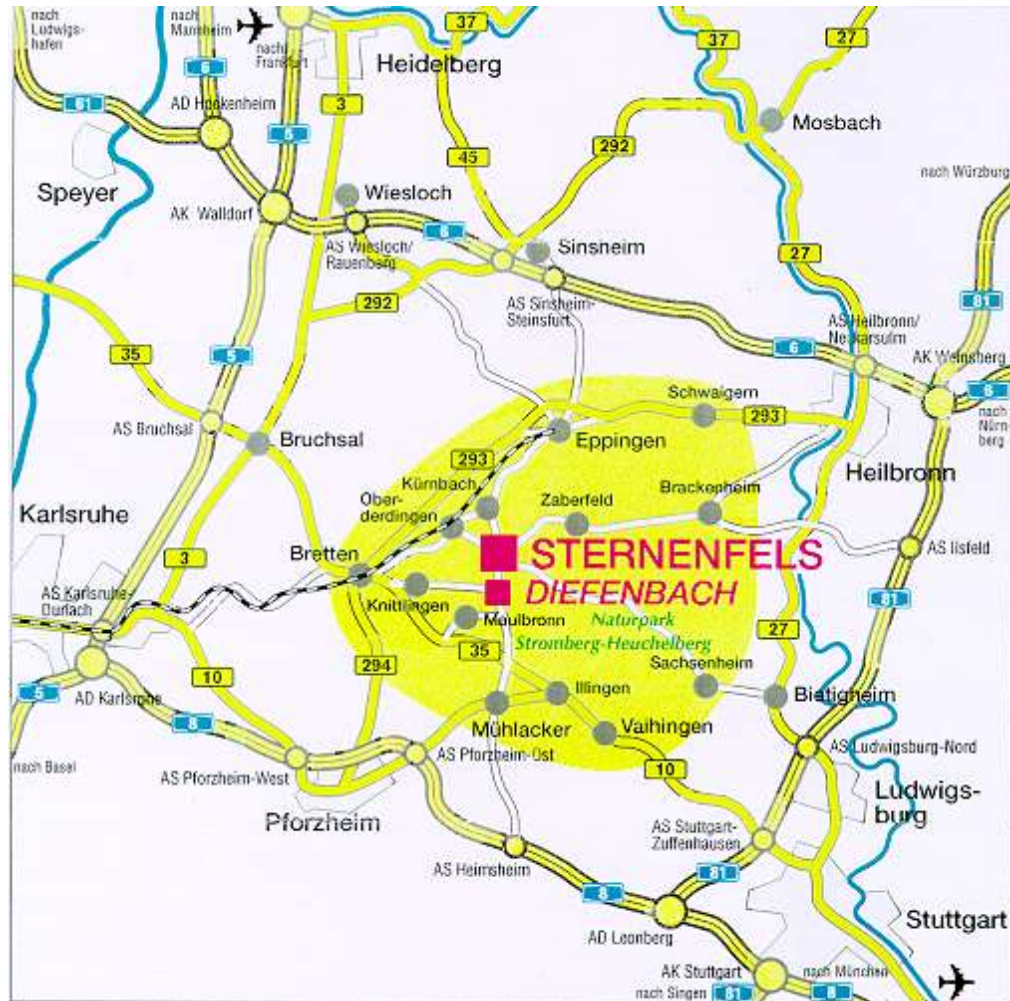 nach
Ludwigs-
hafen
nach
Mannheim
nach
Frankfurt
37
37
27
Heidelberg
6
61
AD Hockenheim
3
5
Mosbach
292
45
nach Würzburg
Speyer
Wiesloch
AK Walldorf
6
AS Wiesloch/
Rauenberg
Sinsheim
27
292
AS Sinsheim-
Steinsfurt
81
AS Heilbronn/
Neckarsulm
35
5
6
AK Weinsberg
6
nach
Nürn-
berg
Schwaigern
293
AS Bruchsal
Bruchsal
Eppingen
293
Heilbronn
Kürnbach
Ober-
derdingen
Zaberfeld
Brackenheim
Karlsruhe
Bretten
3
STERNENFELS
AS Ilsfeld
AS Karlsruhe-
Durlach
Knittlingen
DIEFENBACH
81
Maulbronn
Naturpark
Stromberg-Heuchelberg
27
35
294
10
Sachsenheim
5
AD Karlsruhe
Illingen
Bietigheim
8
Mühlacker
Vaihingen
nach Basel
AS Pforzheim-West
AS Pforzheim-Ost
AS Ludwigsburg-Nord
10
Ludwigs-
burg
Pforzheim
AS Stuttgart-
Zuffenhausen
AS Heimsheim
81
8
Stuttgart
AD Leonberg
AK Stuttgart
nach München
nach Singen
81
8